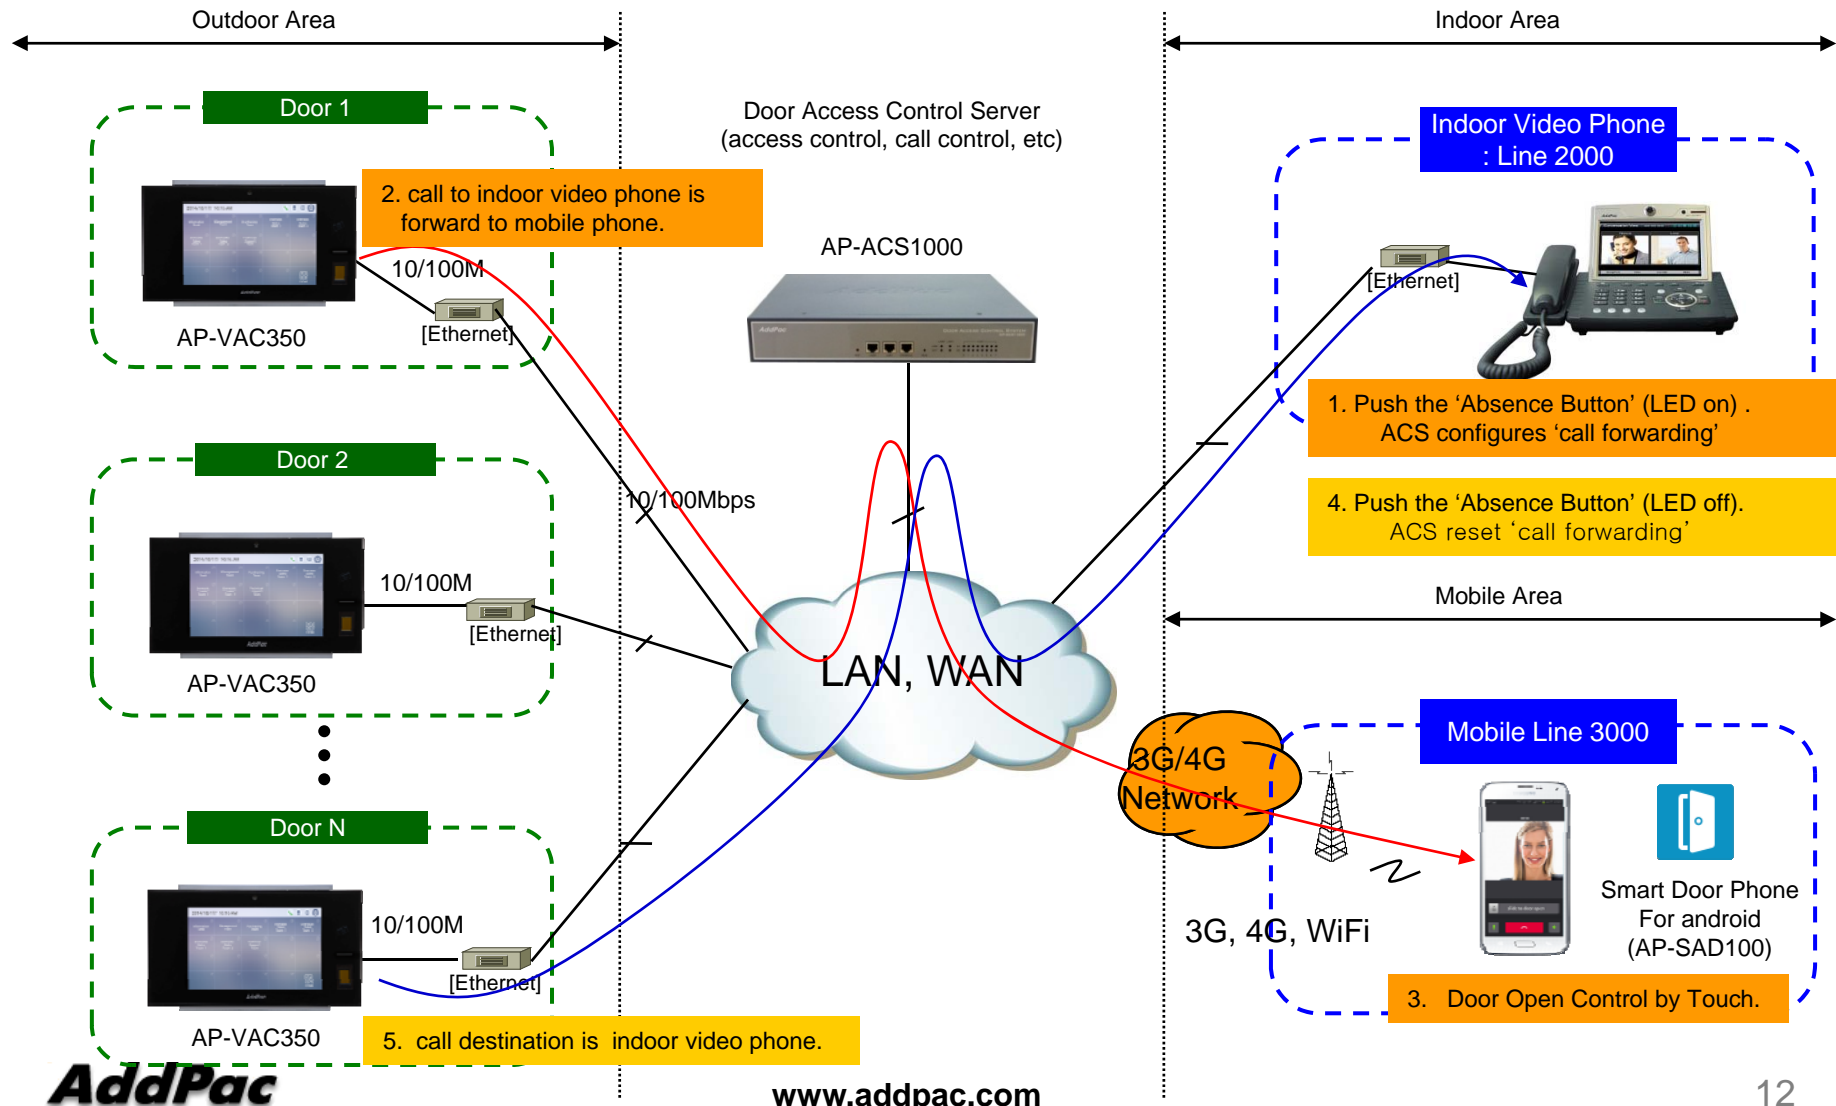 Outdoor Area
Indoor Area
Door 1
Door Access Control Server
(access control, call control, etc)
Indoor Video Phone
: Line 2000
2. call to indoor video phone is
forward to mobile phone.
10/100M
[Ethernet]
AP-VAC350
AP-ACS1000
AddPac
[Ethernet]
1. Push the ‘Absence Button’ (LED on) .
ACS configures ‘call forwarding’
4. Push the ‘Absence Button’ (LED off).
ACS reset ‘call forwarding’
Door 2
10/100Mbps
10/100M
[Ethernet]
AP-VAC350
LAN, WAN
Mobile Area
Mobile Line 3000
3G/4G
Network
3G, 4G, WiFi
Smart Door Phone
For android
(AP-SAD100)
3. Door Open Control by Touch.
Door N
10/100M
[Ethernet]
AP-VAC350
5. call destination is indoor video phone.
AddPac
www.addpac.com
12